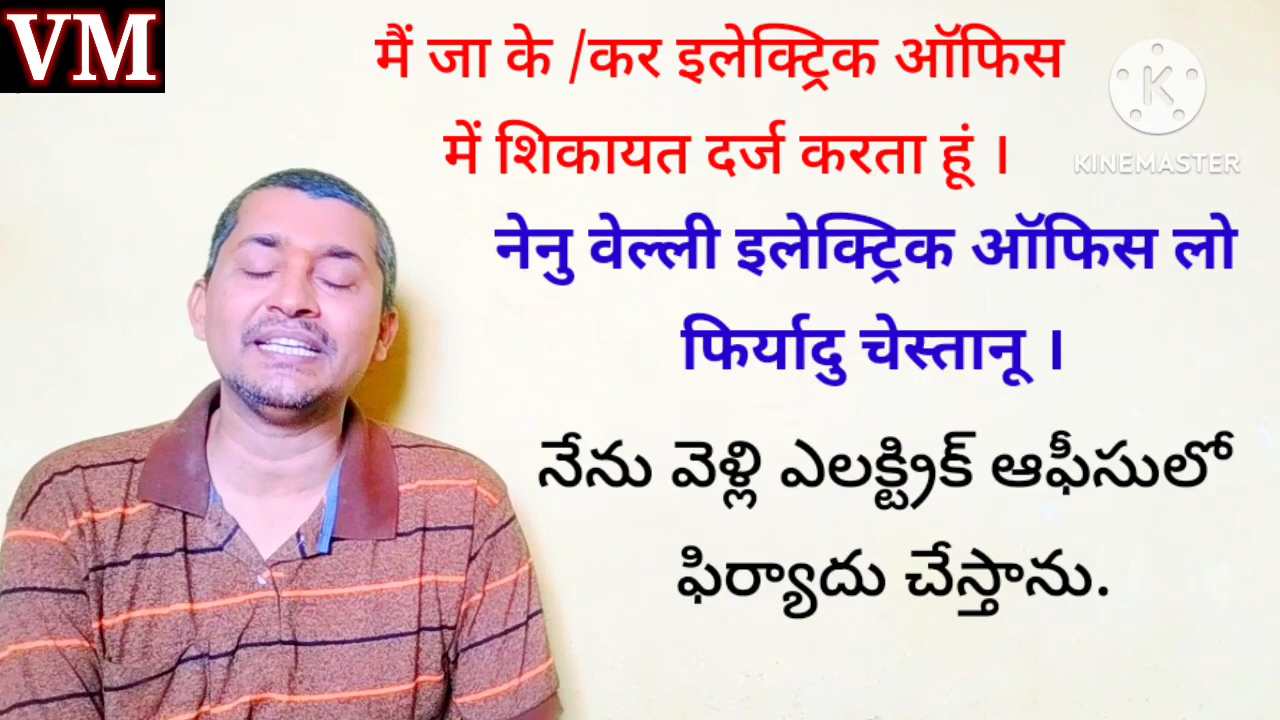 VM
मैं जा के /कर इलेक्ट्रिक ऑफिस
में शिकायत दर्ज करता हूं ।
K
KINEMASTER
नेनु वेल्ली इलेक्ट्रिक ऑफिस लो
फिर्यादु चेस्तानू ।
నేను వెళ్లి ఎలక్ట్రిక్ ఆఫీసులో
ఫిర్యాదు చేస్తాను.